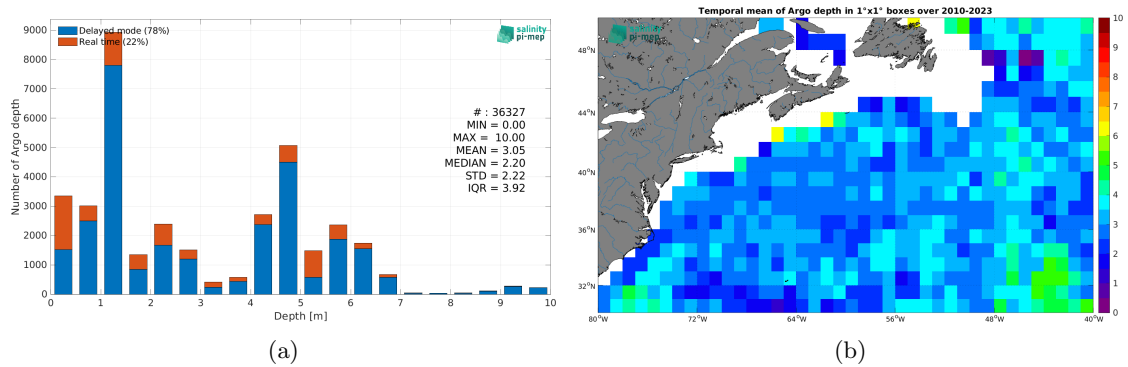 Delayed mode (78%)
Real time (22%)
salinity
pi-mep
# : 36327
MIN = 0.00
MAX = 10.00
MEAN = 3.05
MEDIAN = 2.20
STD = 2.22
IQR = 3.92
Number of Argo depth
9000
8000
7000
6000
5000
4000
3000
2000
1000
0
0 1 2 3 4 5 6 7 8 9 10
Depth [m]
(a)
Temporal mean of Argo depth in 1°x1° boxes over 2010-2023
salinity
pi-mep
48°N
44°N
40°N
36°N
32°N
80°W 72°W 64°W 56°W 48°W 40°W
10
9
8
7
6
5
4
3
2
1
0
(b)